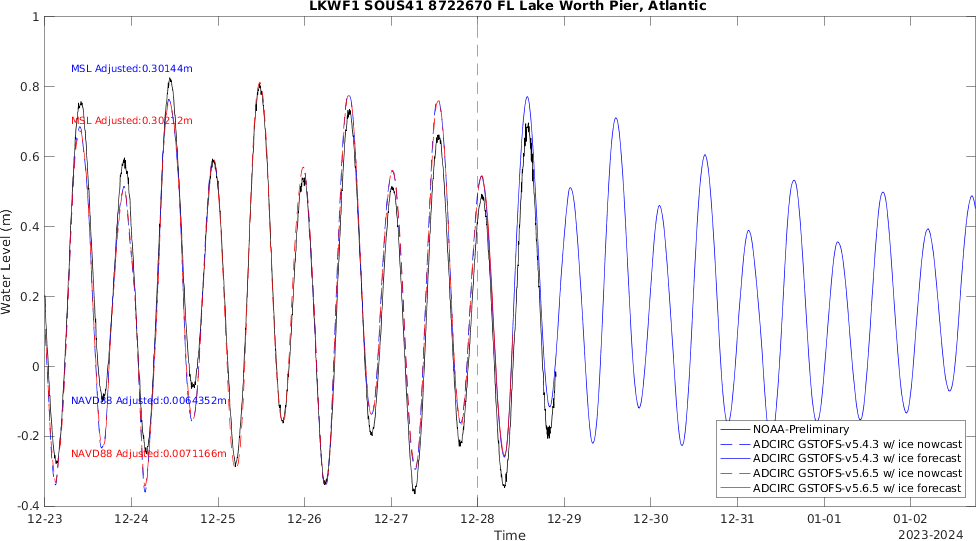 LKWF1 SOUS41 8722670 FL Lake Worth Pier, Atlantic
1
0.8
0.6
0.4
0.2
0
-0.2
-0.4
Water Level (m)
MSL Adjusted:0.30144m
MSL Adjusted:0.30212m
NAVD88 Adjusted:0.0064352m
NAVD88 Adjusted:0.0071166m
NOAA-Preliminary
ADCIRC GSTOFS-v5.4.3 w/ ice nowcast
ADCIRC GSTOFS-v5.4.3 w/ ice forecast
ADCIRC GSTOFS-v5.6.5 w/ ice nowcast
ADCIRC GSTOFS-v5.6.5 w/ ice forecast
12-23 12-24 12-25 12-26 12-27 12-28 12-29 12-30 12-31 01-01 01-02
Time
2023-2024